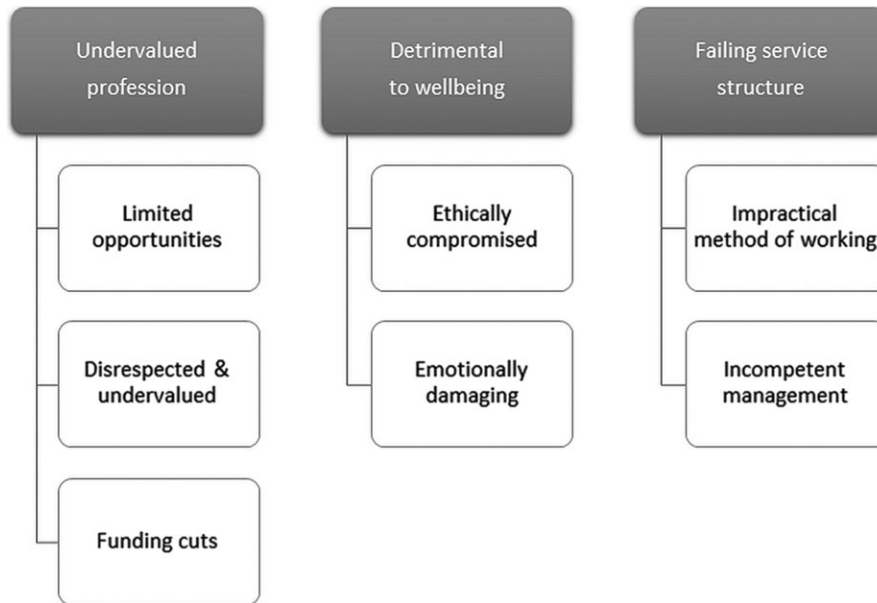 Undervalued
profession
Limited
opportunities
Disrespected &
undervalued
Funding cuts
Detrimental
to wellbeing
Ethically
compromised
Emotionally
damaging
Failing service
structure
Impractical
method of working
Incompetent
management